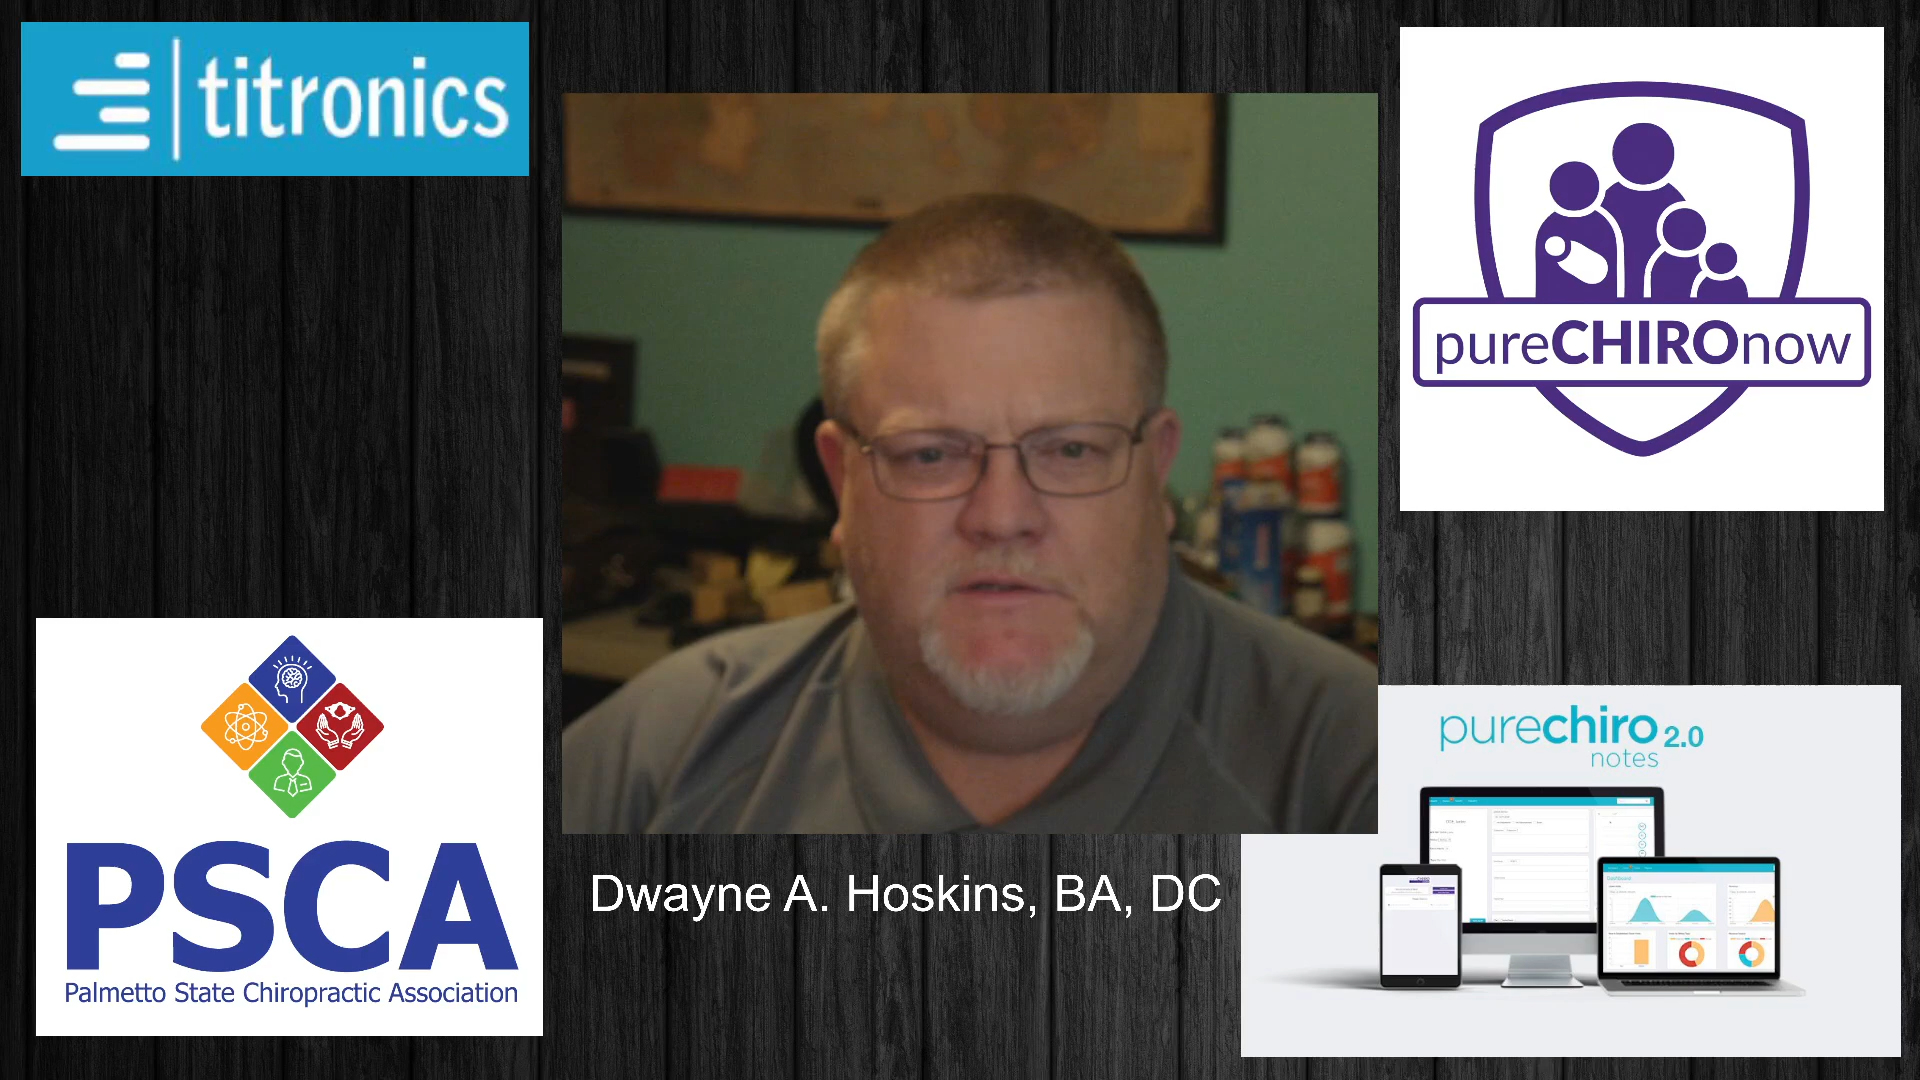 titronics
pureCHIROnow
PSCA
Palmetto State Chiropractic Association
Dwayne A. Hoskins, BA, DC
purechiro 2.0
notes